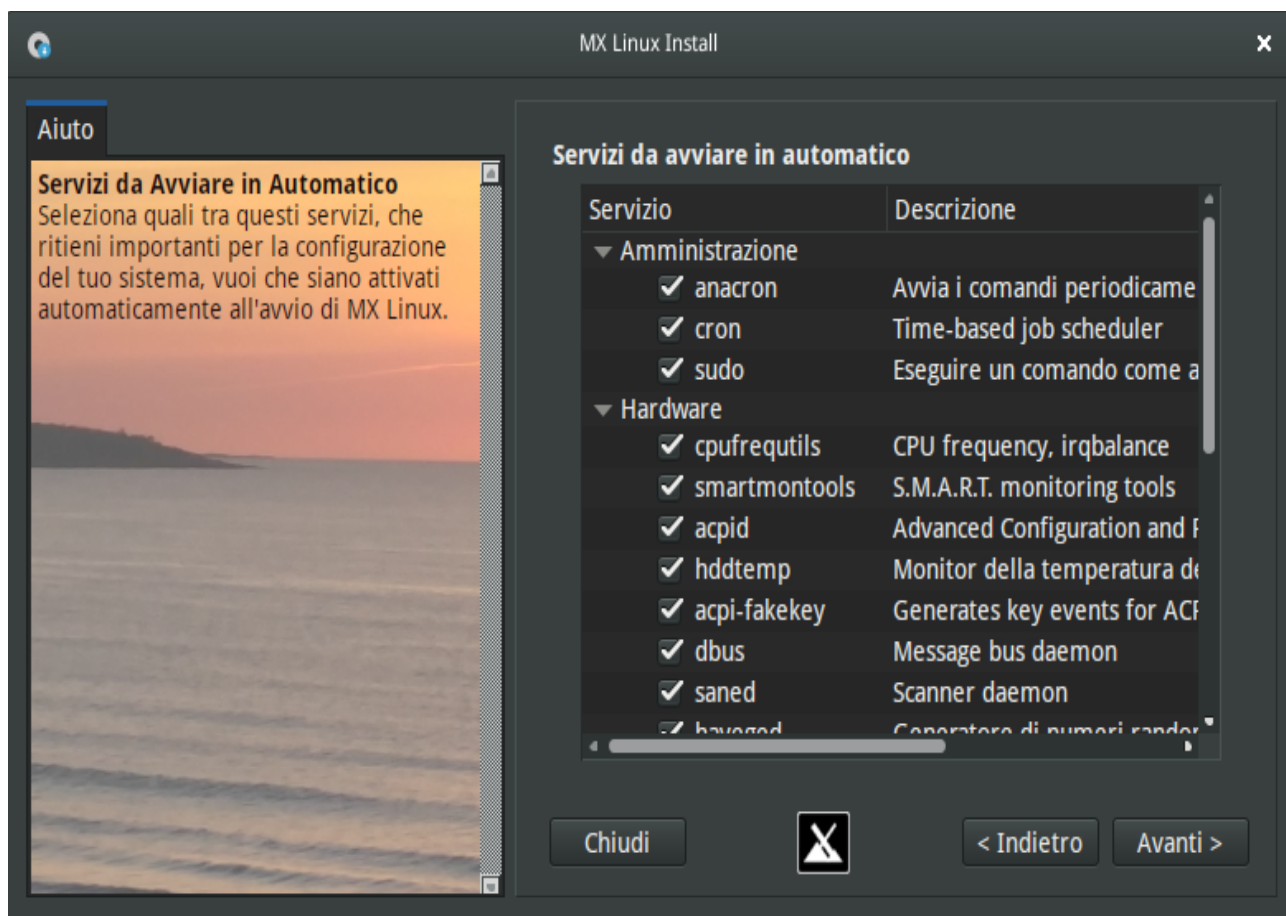 MX Linux Install
Aiuto
Servizi da Avviare in Automatico
Seleziona quali tra questi servizi, che
ritieni importanti per la configurazione
del tuo sistema, vuoi che siano attivati
automaticamente all'avvio di MX Linux.
Servizi da avviare in automatico
Servizio Descrizione
Amministrazione
anacron Avvia i comandi periodicame
cron Time-based job scheduler
sudo Eseguire un comando come a
Hardware
cpufrequtils CPU frequency, irqbalance
smartmontools S.M.A.R.T. monitoring tools
acpid Advanced Configuration and
hddtemp Monitor della temperatura de
acpi-fakekey Generates key events for
dbus Message bus daemon
saned Scanner daemon
haveged Generatore di numeri
Chiudi
< Indietro Avanti >